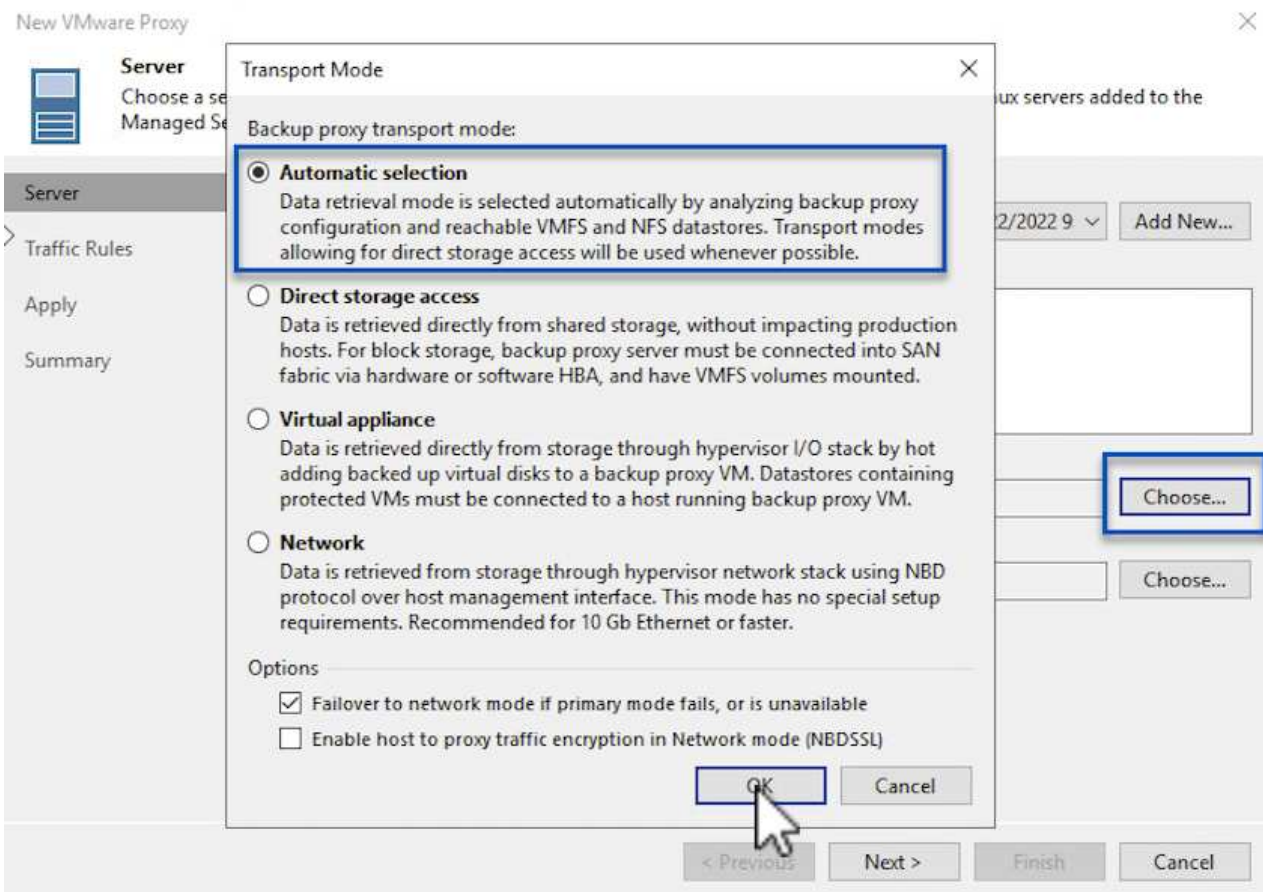 New VMware Proxy
Server
Choose a se
Managed Se
ux servers added to the
Server
Traffic Rules
Apply
Summary
Transport Mode
Backup proxy transport mode:
Automatic selection
Data retrieval mode is selected automatically by analyzing backup proxy
configuration and reachable VMFS and NFS datastores. Transport modes
allowing for direct storage access will be used whenever possible.
Direct storage access
Data is retrieved directly from shared storage, without impacting production
hosts. For block storage, backup proxy server must be connected into SAN
fabric via hardware or software HBA, and have VMFS volumes mounted.
Virtual appliance
Data is retrieved directly from storage through hypervisor I/O stack by hot
adding backed up virtual disks to a backup proxy VM. Datastores containing
protected VMs must be connected to a host running backup proxy VM.
Network
Data is retrieved from storage through hypervisor network stack using NBD
protocol over host management interface. This mode has no special setup
requirements. Recommended for 10 Gb Ethernet or faster.
Options
Failover to network mode if primary mode fails, or is unavailable
Enable host to proxy traffic encryption in Network mode (NBDSSL)
OK
Cancel
2/2022 9
Add New...
Choose...
Choose...
< Previous
Next >
Finish
Cancel